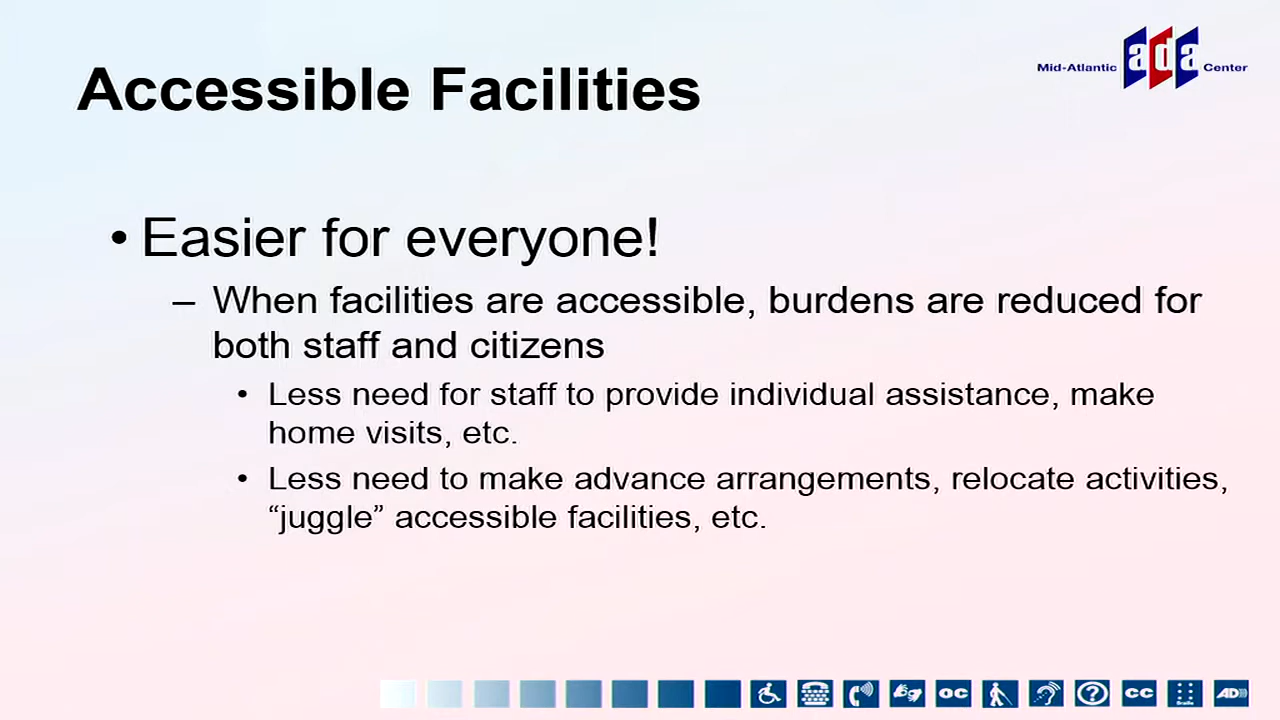 Mid-Atlantic ada Center
Accessible Facilities
• Easier for everyone!
– When facilities are accessible, burdens are reduced for
both staff and citizens
• Less need for staff to provide individual assistance, make
home visits, etc.
• Less need to make advance arrangements, relocate activities,
“juggle” accessible facilities, etc.
OC ? CC Braille AD